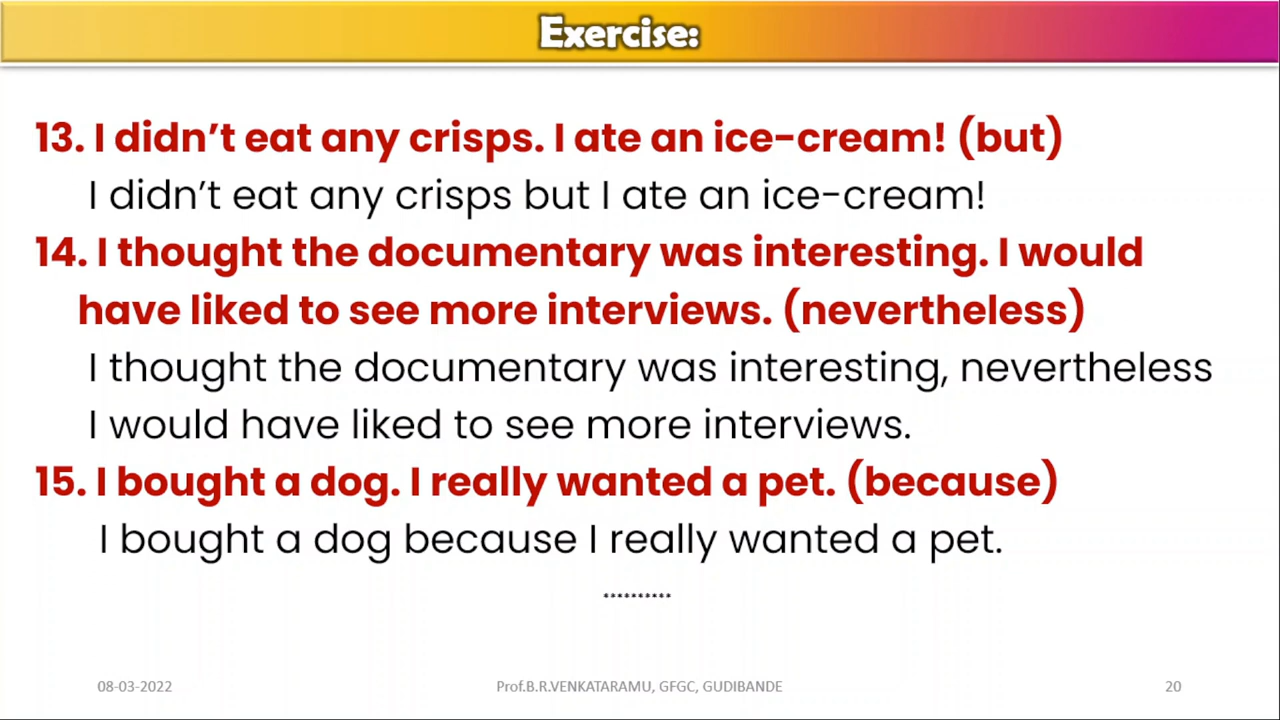 Exercise:
13. I didn’t eat any crisps. I ate an ice-cream! (but)
I didn’t eat any crisps but I ate an ice-cream!
14. I thought the documentary was interesting. I would
have liked to see more interviews. (nevertheless)
I thought the documentary was interesting, nevertheless
I would have liked to see more interviews.
15. I bought a dog. I really wanted a pet. (because)
I bought a dog because I really wanted a pet.
**********
08-03-2022 Prof.B.R.VENKATARAMU, GFGC, GUDIBANDE 20